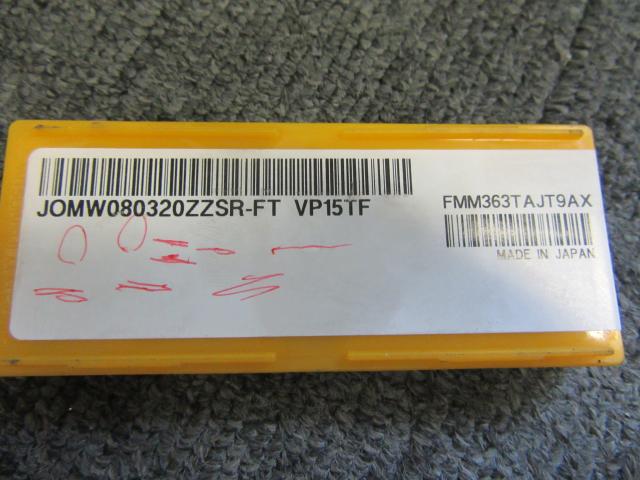 JOMW080320ZZSR-FT VP15TF
FMM363TAJT9AX
MADE IN JAPAN